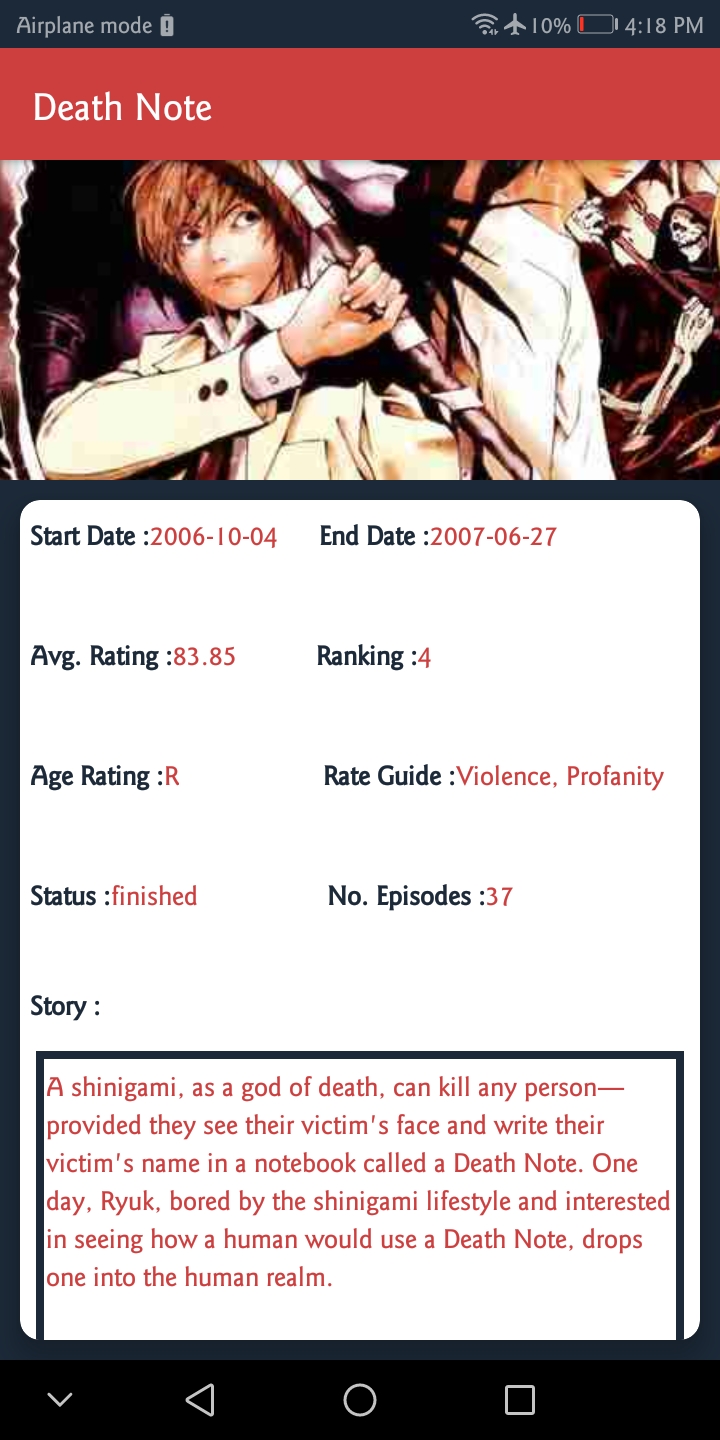 Airplane mode 10% 4:18 PM
Death Note
Start Date :2006-10-04 End Date :2007-06-27
Avg. Rating :83.85 Ranking :4
Age Rating :R Rate Guide :Violence, Profanity
Status :finished No. Episodes :37
Story :
A shinigami, as a god of death, can kill any person—
provided they see their victim's face and write their
victim's name in a notebook called a Death Note. One
day, Ryuk, bored by the shinigami lifestyle and interested
in seeing how a human would use a Death Note, drops
one into the human realm.